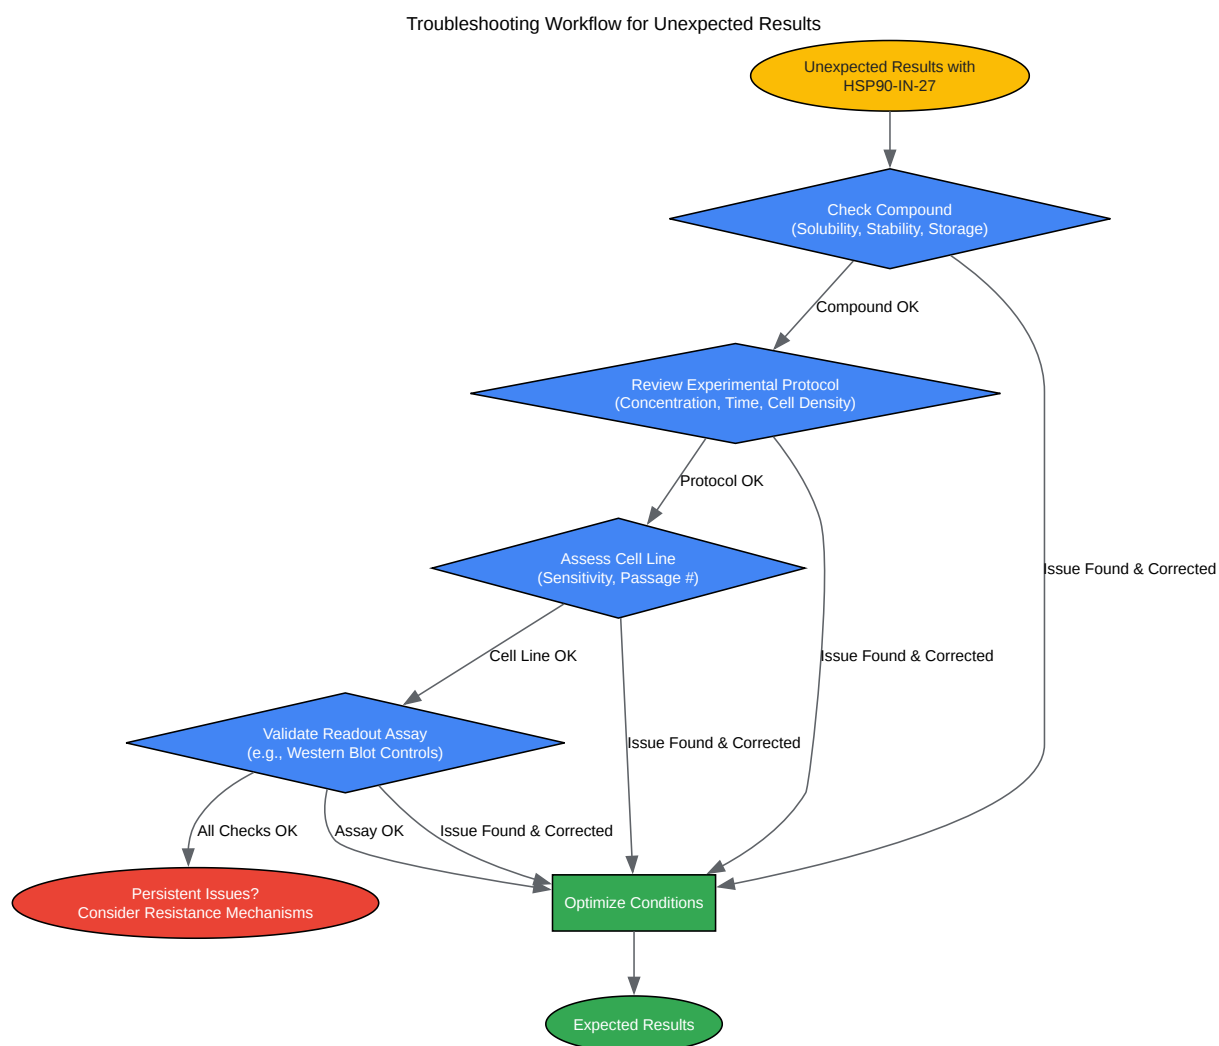 Troubleshooting Workflow for Unexpected Results
Unexpected Results with
HSP90-IN-27
Check Compound
(Solubility, Stability, Storage)
Compound OK
Review Experimental Protocol
(Concentration, Time, Cell Density)
Protocol OK
Assess Cell Line
(Sensitivity, Passage #)
Issue Found & Corrected
Cell Line OK
Issue Found & Corrected
Validate Readout Assay
(e.g., Western Blot Controls)
Issue Found & Corrected
All Checks OK
Assay OK
Issue Found & Corrected
Persistent Issues?
Consider Resistance Mechanisms
Optimize Conditions
Expected Results